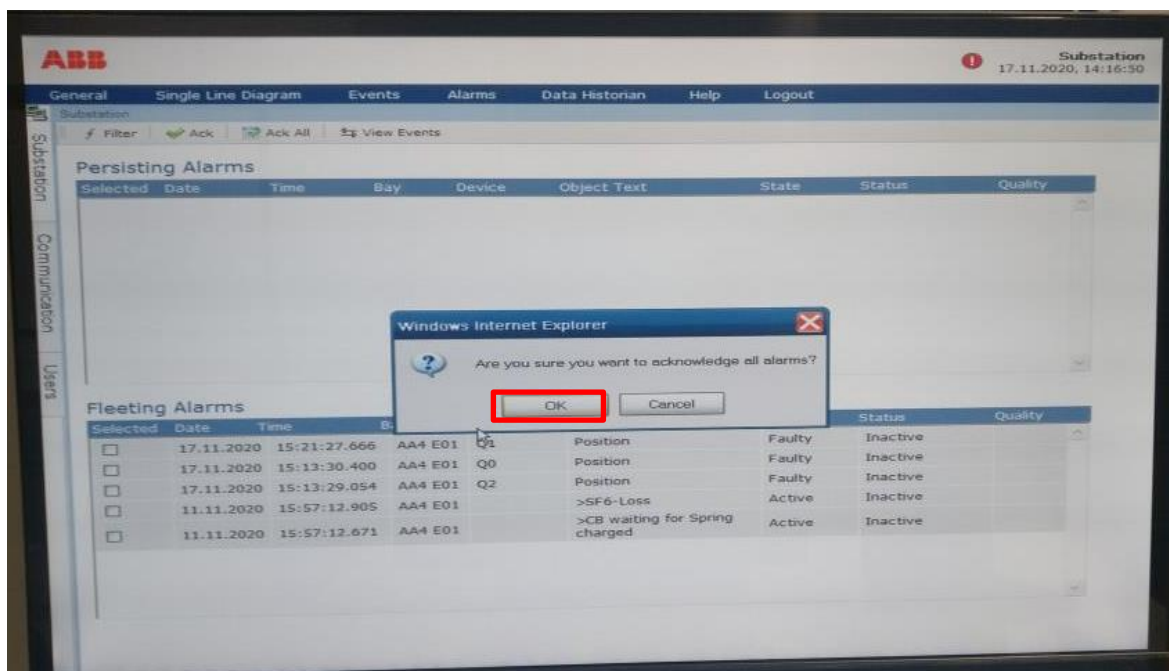 ABB
Substation
17.11.2020, 14:16:50
General Single Line Diagram Events Alarms Data Historian Help Logout
Substation
Filter Ack Ack All View Events
Substation
Communication
Users
Persisting Alarms
Selected Date Time Bay Device Object Text State Status Quality
Windows Internet Explorer
Are you sure you want to acknowledge all alarms?
OK Cancel
Fleeting Alarms
Selected Date Time Status Quality
17.11.2020 15:21:27.666 AA4 E01 Q1 Position Faulty Inactive
17.11.2020 15:13:30.400 AA4 E01 Q0 Position Faulty Inactive
17.11.2020 15:13:29.054 AA4 E01 Q2 Position Faulty Inactive
11.11.2020 15:57:12.905 AA4 E01 >SF6-Loss Active Inactive
11.11.2020 15:57:12.671 AA4 E01 >CB waiting for Spring Active Inactive
charged